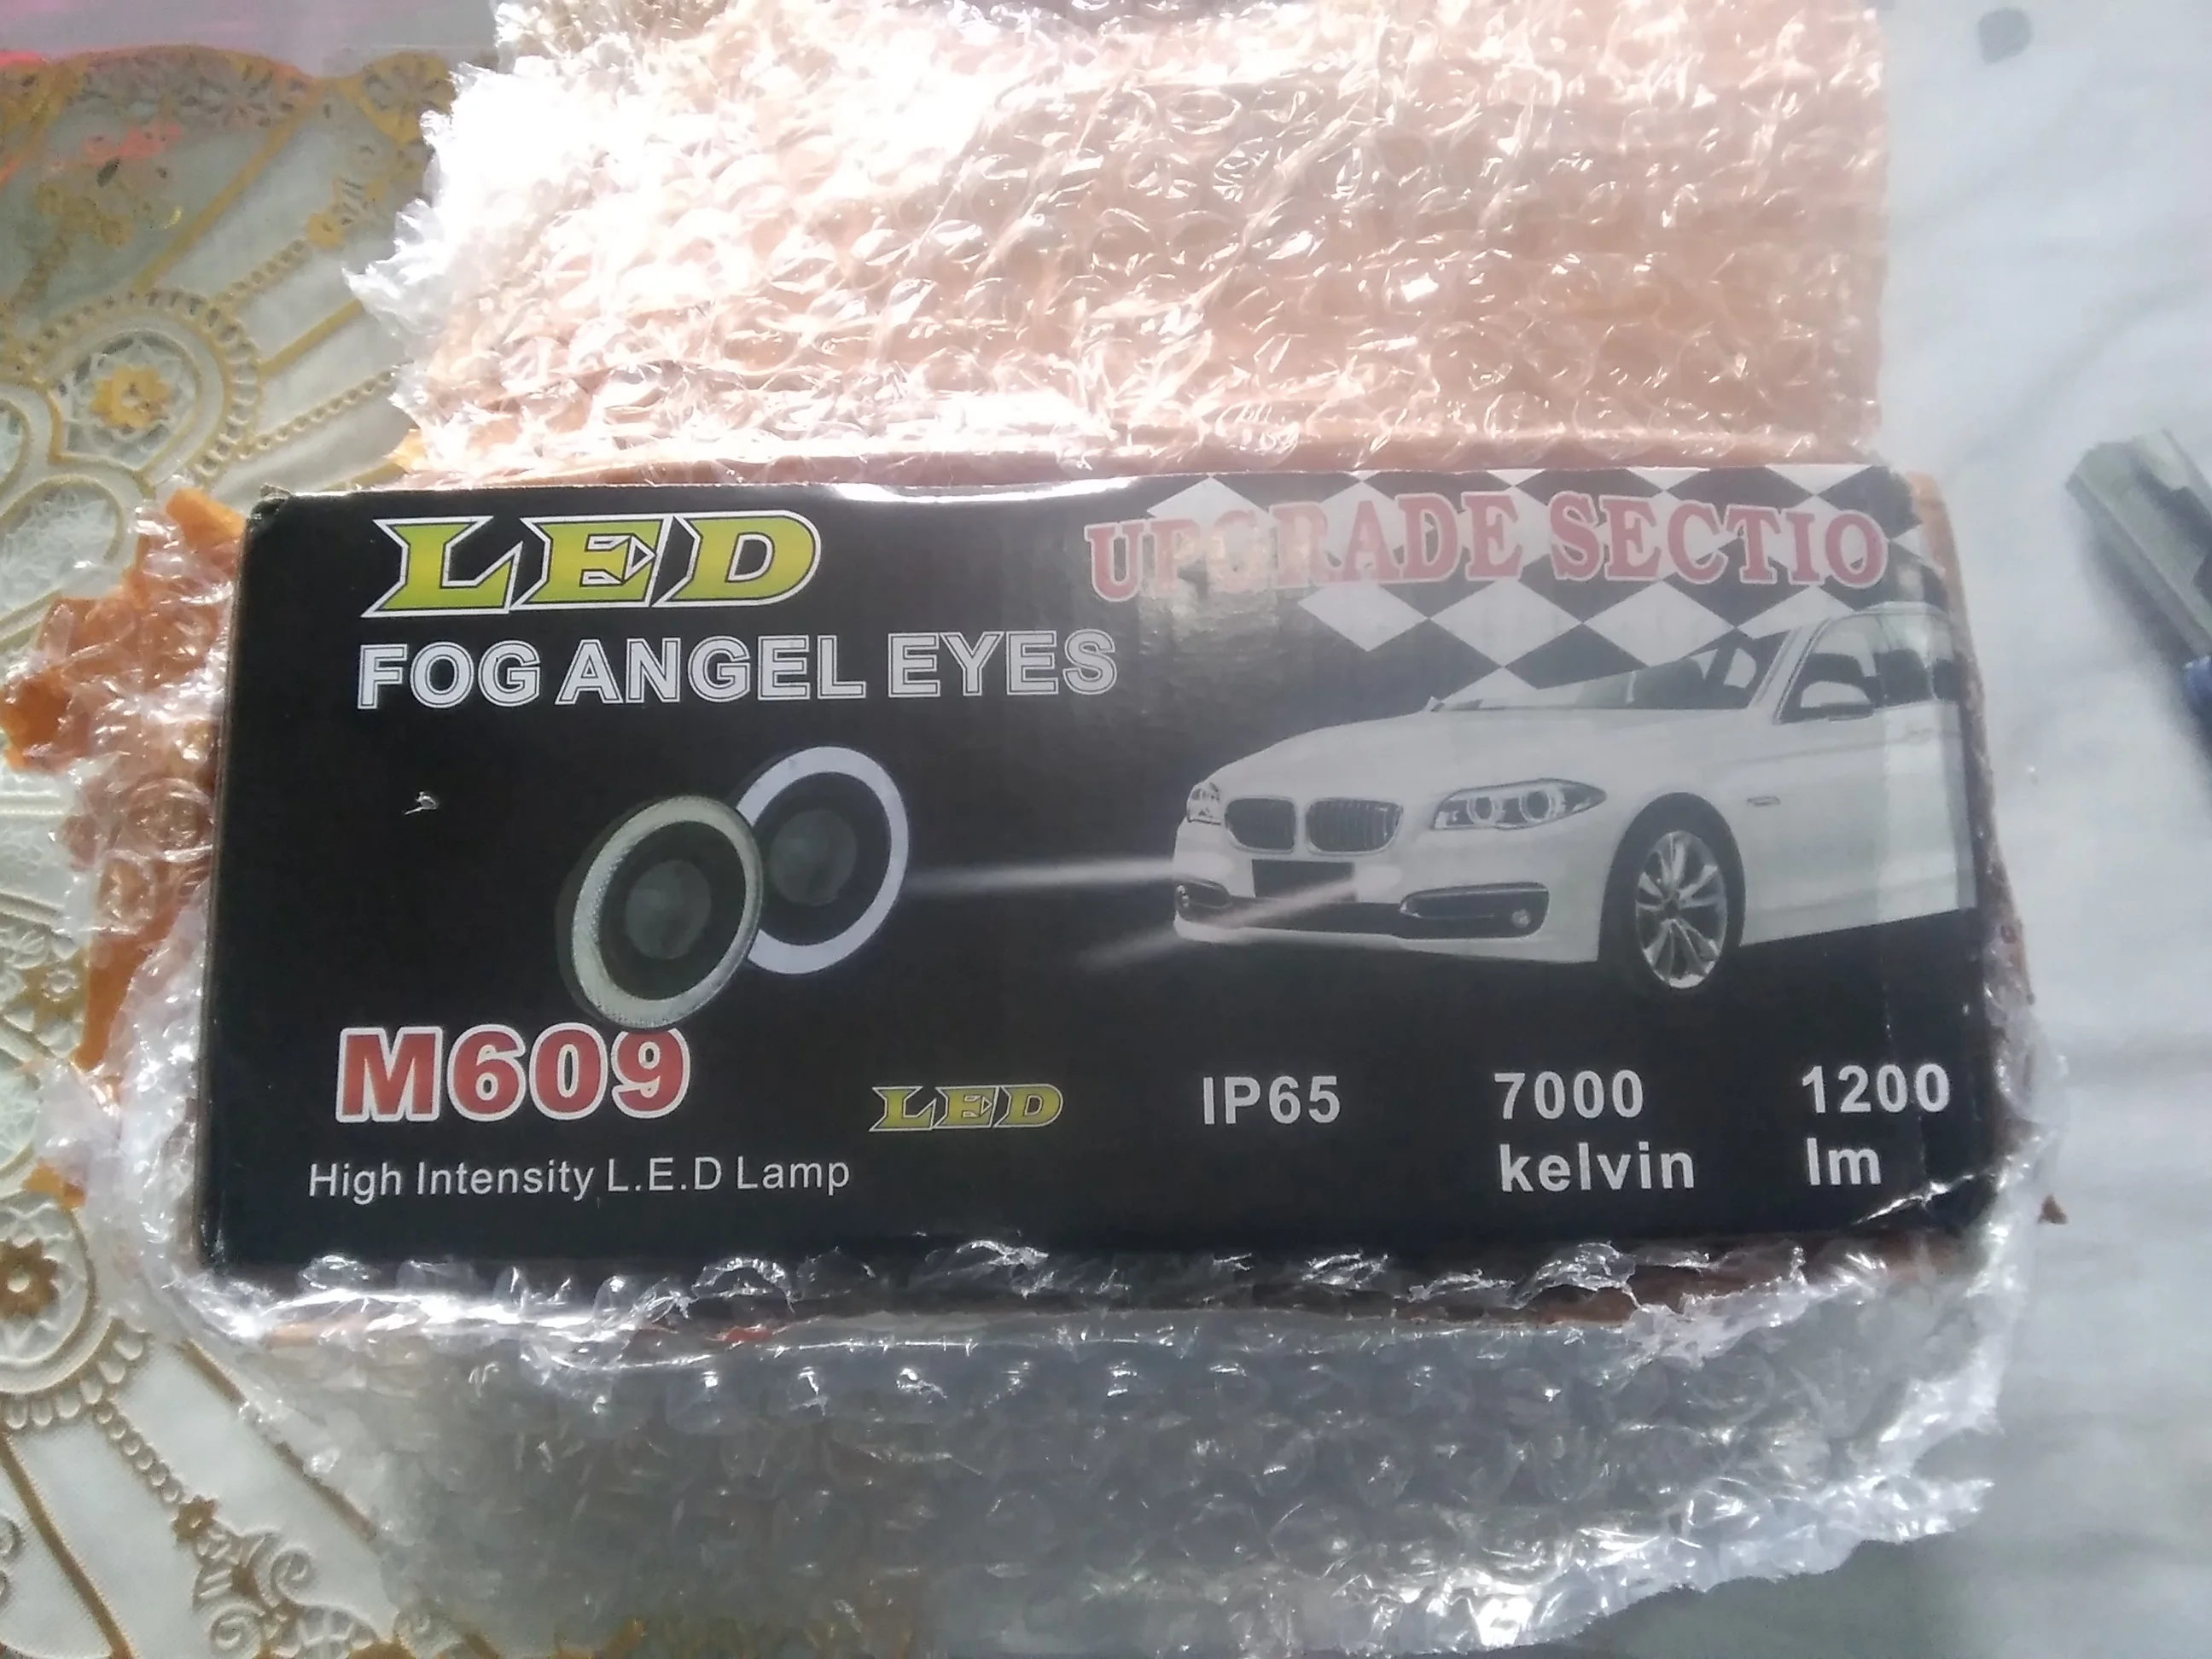 LED
UPGRADE SECTIO
FOG ANGEL EYES
M609
High Intensity L.E.D Lamp
LED
IP65
7000
kelvin
1200
lm